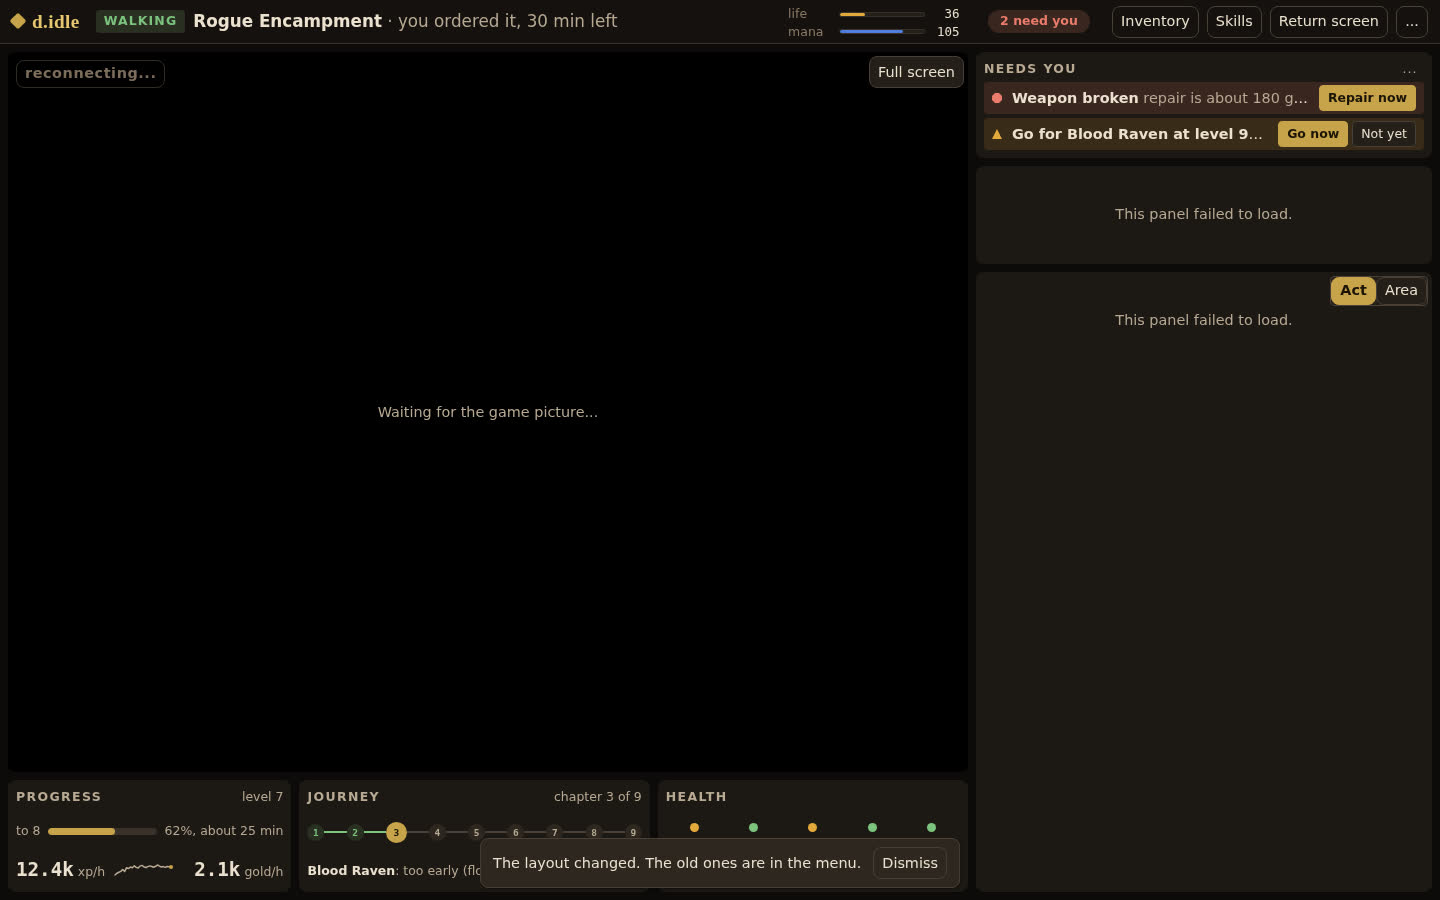 d.idle WALKING Rogue Encampment · you ordered it, 30 min left
life 36
mana 105
2 need you
Inventory
Skills
Return screen
...
reconnecting...
Full screen
Waiting for the game picture...
NEEDS YOU ...
Weapon broken repair is about 180 g... Repair now
Go for Blood Raven at level 9... Go now Not yet
This panel failed to load.
Act Area
This panel failed to load.
PROGRESS level 7
to 8 62%, about 25 min
12.4k xp/h 2.1k gold/h
JOURNEY chapter 3 of 9
1 2 3 4 5 6 7 8 9
Blood Raven: too early (flo
HEALTH
The layout changed. The old ones are in the menu. Dismiss